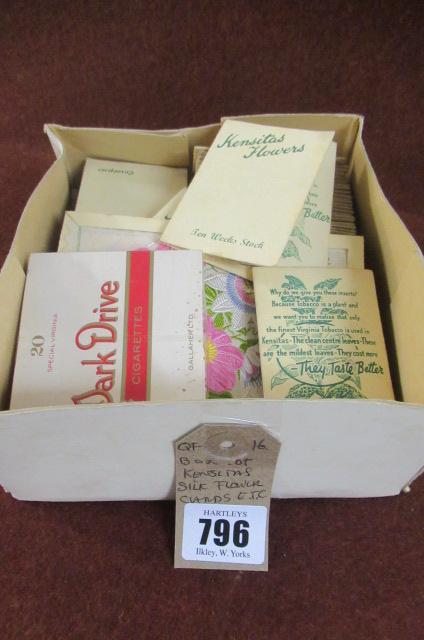 Campion
Kensitas
Flowers
Ten Weeks Stock
Better
20
SPECIAL VIRGINIA
Park Drive
CIGARETTES
GALLAHER LTD.
Why do we give you these inserts?
Because tobacco is a plant and
we want you to realise that only
the finest Virginia Tobacco is used in
Kensitas - The clean centre leaves - These
are the mildest leaves - They cost more
They Taste Better
QF 16
Box of
KENSITAS
SILK FLOWER
CARDS ETC
HARTLEYS
796
Ilkley, W. Yorks